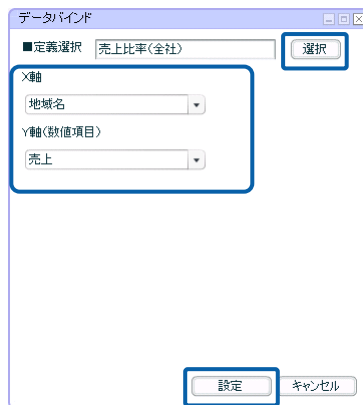 データバインド
■定義選択 売上比率(全社) 選択
X軸
地域名
Y軸(数値項目)
売上
設定 キャンセル